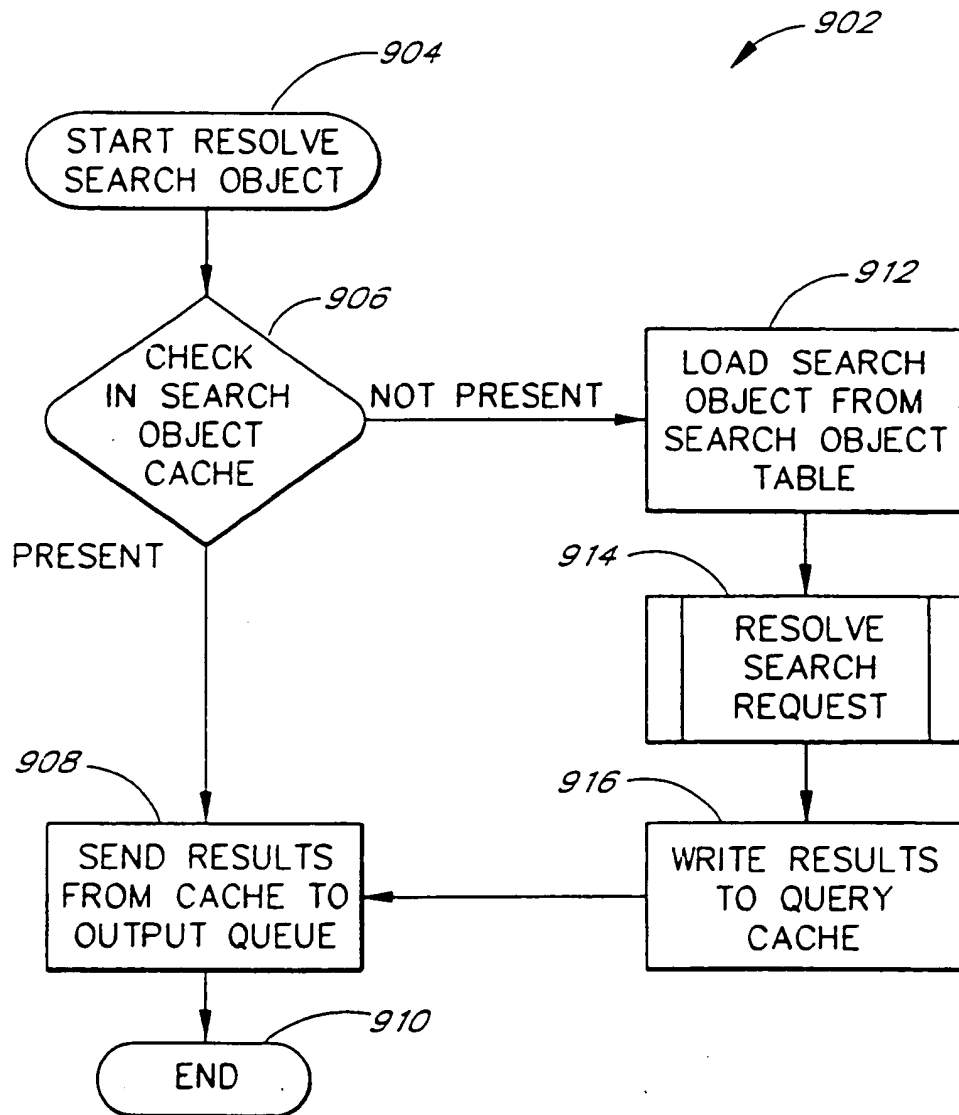 902
904
START RESOLVE
SEARCH OBJECT
906
CHECK
IN SEARCH
OBJECT
CACHE
NOT PRESENT
PRESENT
912
LOAD SEARCH
OBJECT FROM
SEARCH OBJECT
TABLE
914
RESOLVE
SEARCH
REQUEST
916
WRITE RESULTS
TO QUERY
CACHE
908
SEND RESULTS
FROM CACHE TO
OUTPUT QUEUE
910
END